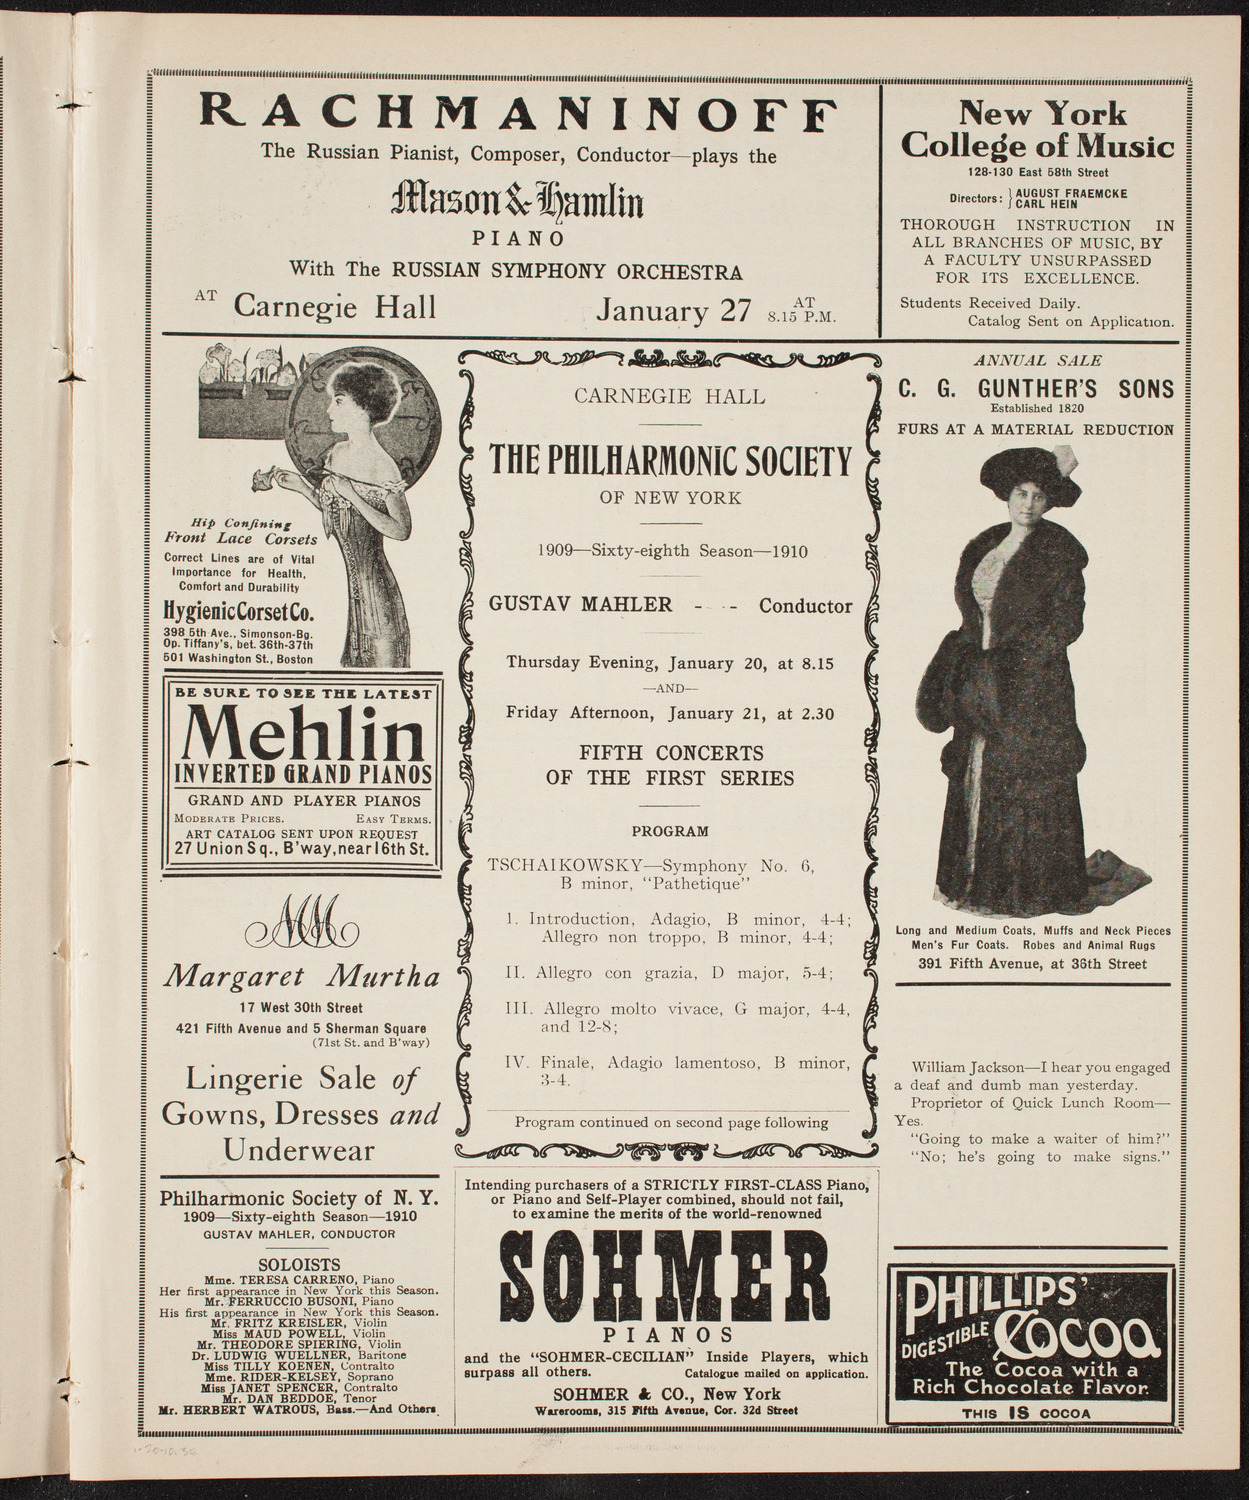 RACHMANINOFF
The Russian Pianist, Composer, Conductor—plays the
Mason & Hamlin
PIANO
With The RUSSIAN SYMPHONY ORCHESTRA
AT Carnegie Hall January 27 AT 8.15 P.M.
New York
College of Music
128-130 East 58th Street
Directors: } AUGUST FRAEMCKE
CARL HEIN
THOROUGH INSTRUCTION IN
ALL BRANCHES OF MUSIC, BY
A FACULTY UNSURPASSED
FOR ITS EXCELLENCE.
Students Received Daily.
Catalog Sent on Application.
Hip Confining
Front Lace Corsets
Correct Lines are of Vital
Importance for Health,
Comfort and Durability
Hygienic Corset Co.
398 5th Ave., Simonson-Bg.
Op. Tiffany's, bet. 36th-37th
501 Washington St., Boston
BE SURE TO SEE THE LATEST
Mehlin
INVERTED GRAND PIANOS
GRAND AND PLAYER PIANOS
MODERATE PRICES. EASY TERMS.
ART CATALOG SENT UPON REQUEST
27 Union Sq., B'way, near 16th St.
MM
Margaret Murtha
17 West 30th Street
421 Fifth Avenue and 5 Sherman Square
(71st St. and B'way)
Lingerie Sale of
Gowns, Dresses and
Underwear
Philharmonic Society of N. Y.
1909—Sixty-eighth Season—1910
GUSTAV MAHLER, CONDUCTOR
SOLOISTS
Mme. TERESA CARRENO, Piano
Her first appearance in New York this Season.
Mr. FERRUCCIO BUSONI, Piano
His first appearance in New York this Season.
Mr. FRITZ KREISLER, Violin
Miss MAUD POWELL, Violin
Mr. THEODORE SPIERING, Violin
Dr. LUDWIG WUELLNER, Baritone
Miss TILLY KOENEN, Contralto
Mme. RIDER-KELSEY, Soprano
Miss JANET SPENCER, Contralto
Mr. DAN BEDDOE, Tenor
Mr. HERBERT WATROUS, Bass.—And Others
CARNEGIE HALL
THE PHILHARMONIC SOCIETY
OF NEW YORK
1909—Sixty-eighth Season—1910
GUSTAV MAHLER - - - Conductor
Thursday Evening, January 20, at 8.15
—AND—
Friday Afternoon, January 21, at 2.30
FIFTH CONCERTS
OF THE FIRST SERIES
PROGRAM
TSCHAIKOWSKY—Symphony No. 6,
B minor, "Pathetique"
I. Introduction, Adagio, B minor, 4-4;
Allegro non troppo, B minor, 4-4;
II. Allegro con grazia, D major, 5-4;
III. Allegro molto vivace, G major, 4-4,
and 12-8;
IV. Finale, Adagio lamentoso, B minor,
3-4.
Program continued on second page following
Intending purchasers of a STRICTLY FIRST-CLASS Piano,
or Piano and Self-Player combined, should not fail,
to examine the merits of the world-renowned
SOHMER
PIANOS
and the "SOHMER-CECILIAN" Inside Players, which
surpass all others. Catalogue mailed on application.
SOHMER & CO., New York
Warerooms, 315 Fifth Avenue, Cor. 32d Street
ANNUAL SALE
C. G. GUNTHER'S SONS
Established 1820
FURS AT A MATERIAL REDUCTION
Long and Medium Coats, Muffs and Neck Pieces
Men's Fur Coats. Robes and Animal Rugs
391 Fifth Avenue, at 36th Street
William Jackson—I hear you engaged
a deaf and dumb man yesterday.
Proprietor of Quick Lunch Room—
Yes.
"Going to make a waiter of him?"
"No; he's going to make signs."
PHILLIPS'
DIGESTIBLE COCOA
The Cocoa with a
Rich Chocolate Flavor.
THIS IS COCOA